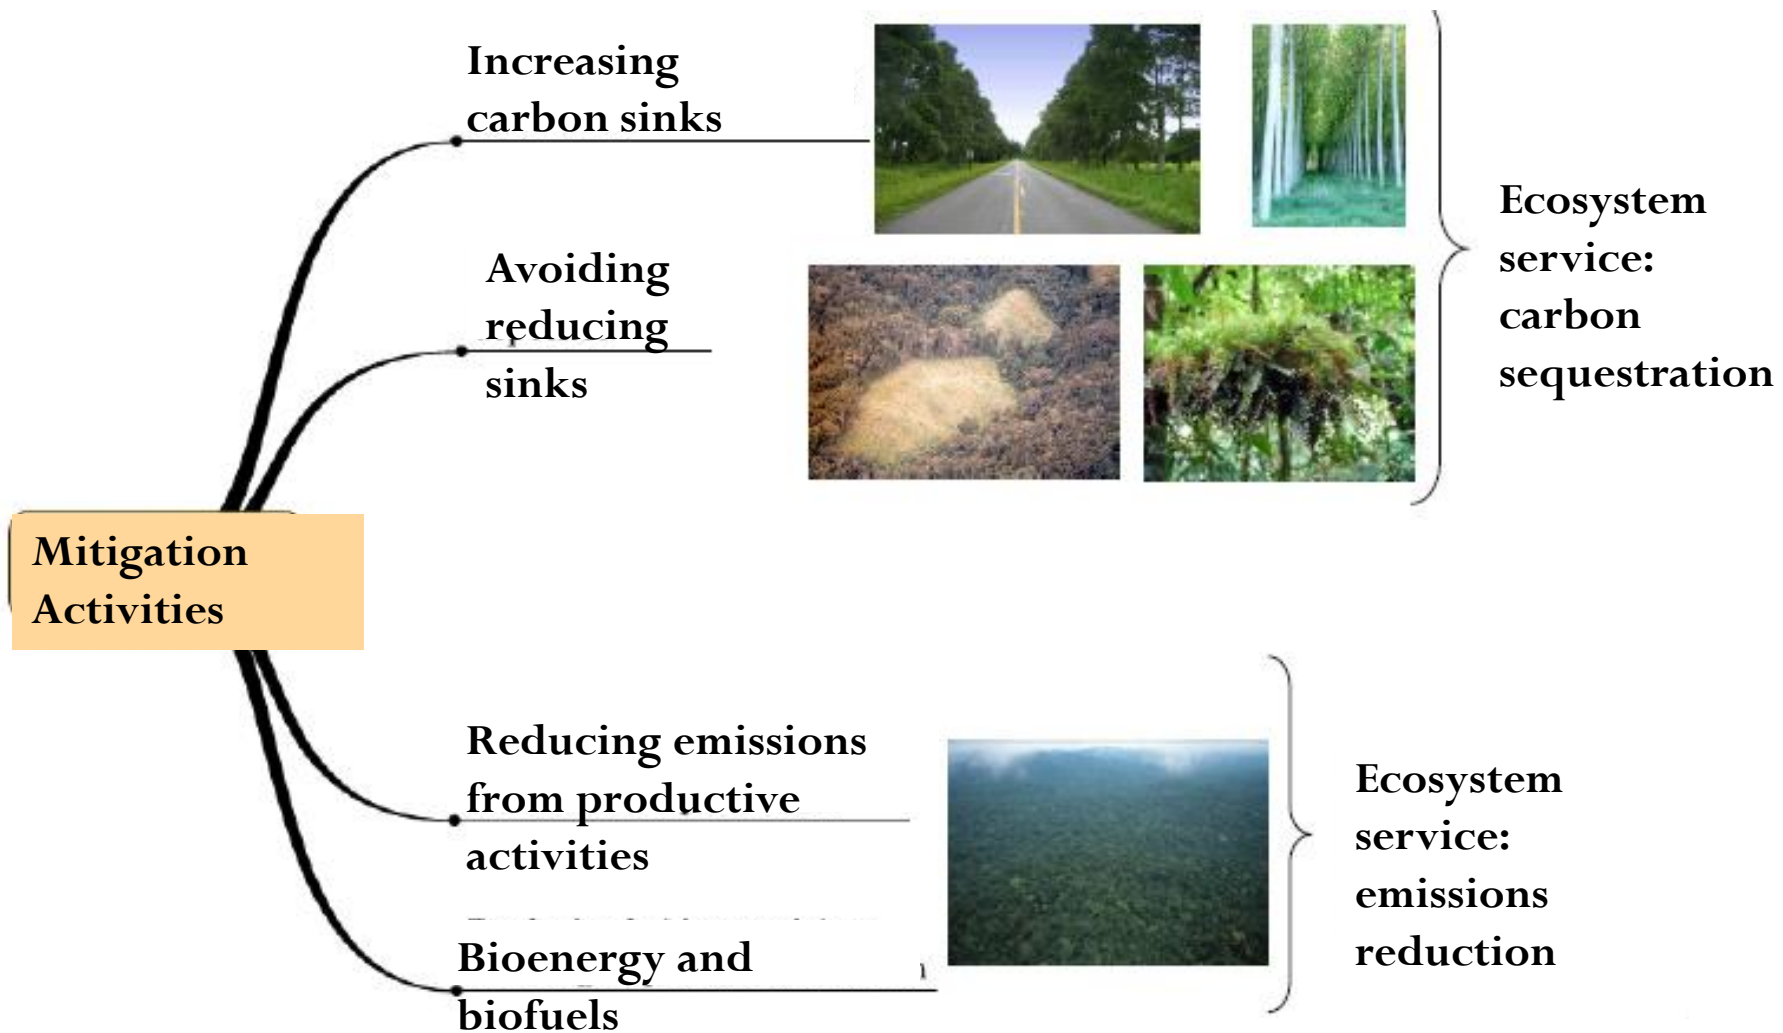 Increasing
carbon sinks
Avoiding
reducing
sinks
Ecosystem
service:
carbon
sequestration
Mitigation
Activities
Reducing emissions
from productive
activities
Bioenergy and
biofuels
Ecosystem
service:
emissions
reduction